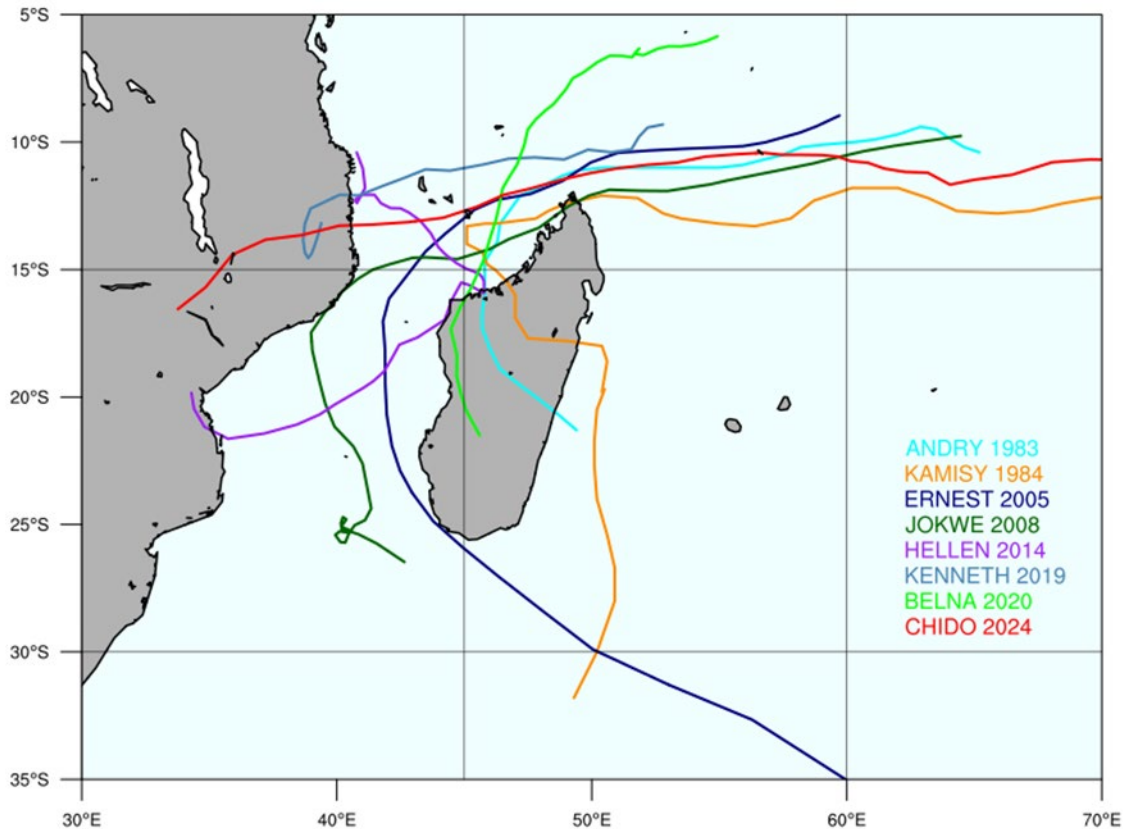 5°S
10°S
15°S
20°S
25°S
30°S
35°S
ANDRY 1983
KAMISY 1984
ERNEST 2005
JOKWE 2008
HELLEN 2014
KENNETH 2019
BELNA 2020
CHIDO 2024
30°E 40°E 50°E 60°E 70°E